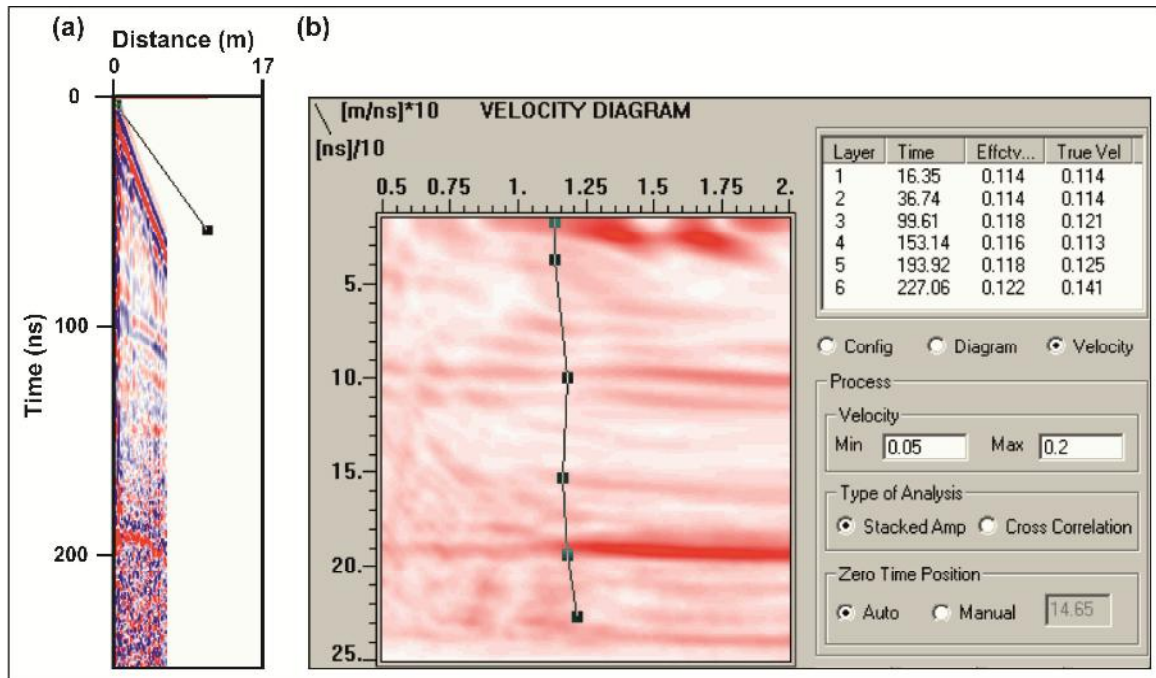 (a)
Distance (m)
0 17
0
100
200
Time (ns)
(b)
[m/ns]*10 VELOCITY DIAGRAM
[ns]/10
0.5 0.75 1. 1.25 1.5 1.75 2.
5.
10.
15.
20.
25.
Layer Time Effctv... True Vel
1 16.35 0.114 0.114
2 36.74 0.114 0.114
3 99.61 0.118 0.121
4 153.14 0.116 0.113
5 193.92 0.118 0.125
6 227.06 0.122 0.141
Config Diagram Velocity
Process
Velocity
Min 0.05 Max 0.2
Type of Analysis
Stacked Amp Cross Correlation
Zero Time Position
Auto Manual 14.65